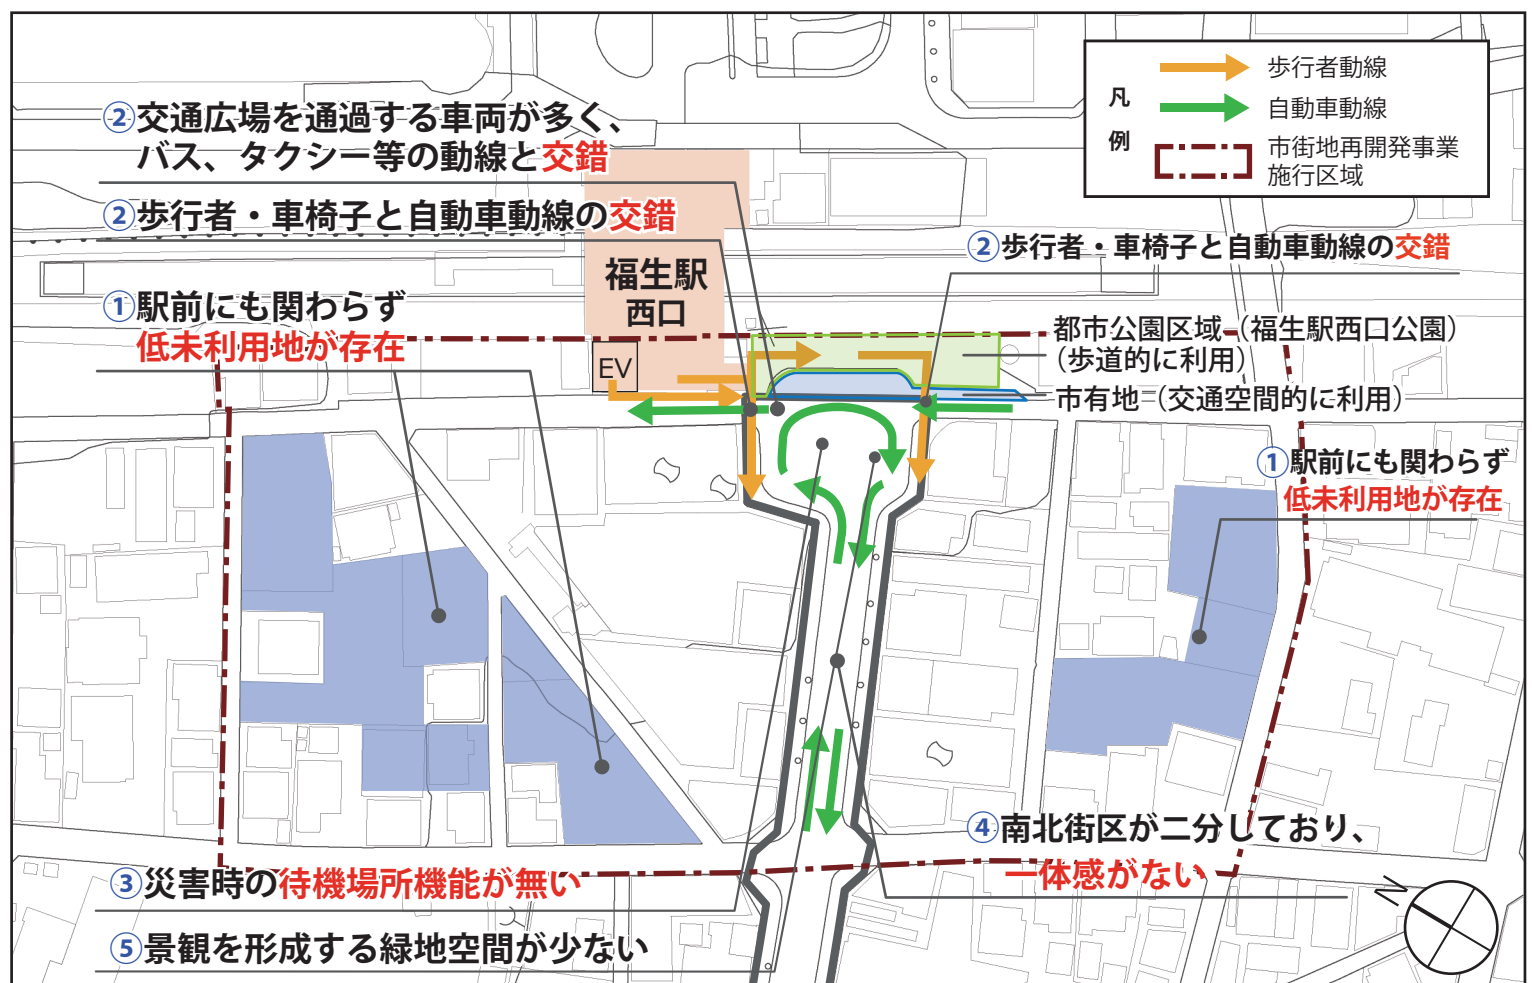 凡例
歩行者動線
自動車動線
市街地再開発事業
施行区域
②交通広場を通過する車両が多く、
バス、タクシー等の動線と交錯
②歩行者・車椅子と自動車動線の交錯
②歩行者・車椅子と自動車動線の交錯
福生駅
西口
①駅前にも関わらず
低未利用地が存在
EV
都市公園区域（福生駅西口公園）
（歩道的に利用）
市有地（交通空間的に利用）
①駅前にも関わらず
低未利用地が存在
④南北街区が二分しており、
一体感がない
③災害時の待機場所機能が無い
⑤景観を形成する緑地空間が少ない
N